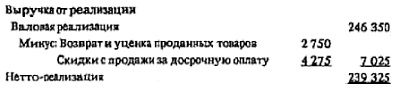 Выручка от реализации
Валовая реализация 246 350
Минус: Возврат и уценка проданных товаров 2 750
Скидки с продажи за досрочную оплату 4 275 7 025
Нетто-реализация 239 325